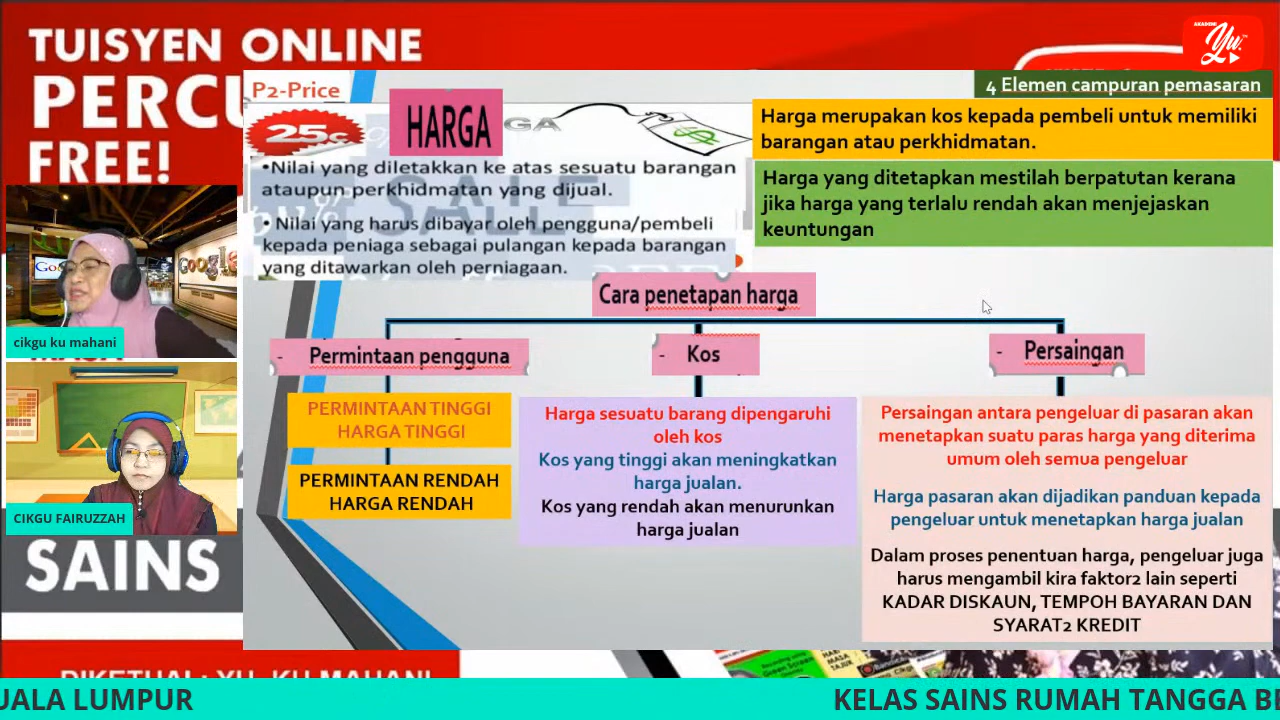 TUISYEN ONLINE
PERCU
FREE!
AKADEMI
Yu.
P2-Price
4 Elemen campuran pemasaran
25c
HARGA
GA
•Nilai yang diletakkan ke atas sesuatu barangan
ataupun perkhidmatan yang dijual.
• Nilai yang harus dibayar oleh pengguna/pembeli
kepada peniaga sebagai pulangan kepada barangan
yang ditawarkan oleh perniagaan.
Harga merupakan kos kepada pembeli untuk memiliki
barangan atau perkhidmatan.
Harga yang ditetapkan mestilah berpatutan kerana
jika harga yang terlalu rendah akan menjejaskan
keuntungan
Cara penetapan harga
- Permintaan pengguna
- Kos
- Persaingan
PERMINTAAN TINGGI
HARGA TINGGI
PERMINTAAN RENDAH
HARGA RENDAH
Harga sesuatu barang dipengaruhi
oleh kos
Kos yang tinggi akan meningkatkan
harga jualan.
Kos yang rendah akan menurunkan
harga jualan
Persaingan antara pengeluar di pasaran akan
menetapkan suatu paras harga yang diterima
umum oleh semua pengeluar
Harga pasaran akan dijadikan panduan kepada
pengeluar untuk menetapkan harga jualan
Dalam proses penentuan harga, pengeluar juga
harus mengambil kira faktor2 lain seperti
KADAR DISKAUN, TEMPOH BAYARAN DAN
SYARAT2 KREDIT
Google
cikgu ku mahani
CIKGU FAIRUZZAH
SAINS
UALA LUMPUR
KELAS SAINS RUMAH TANGGA BE